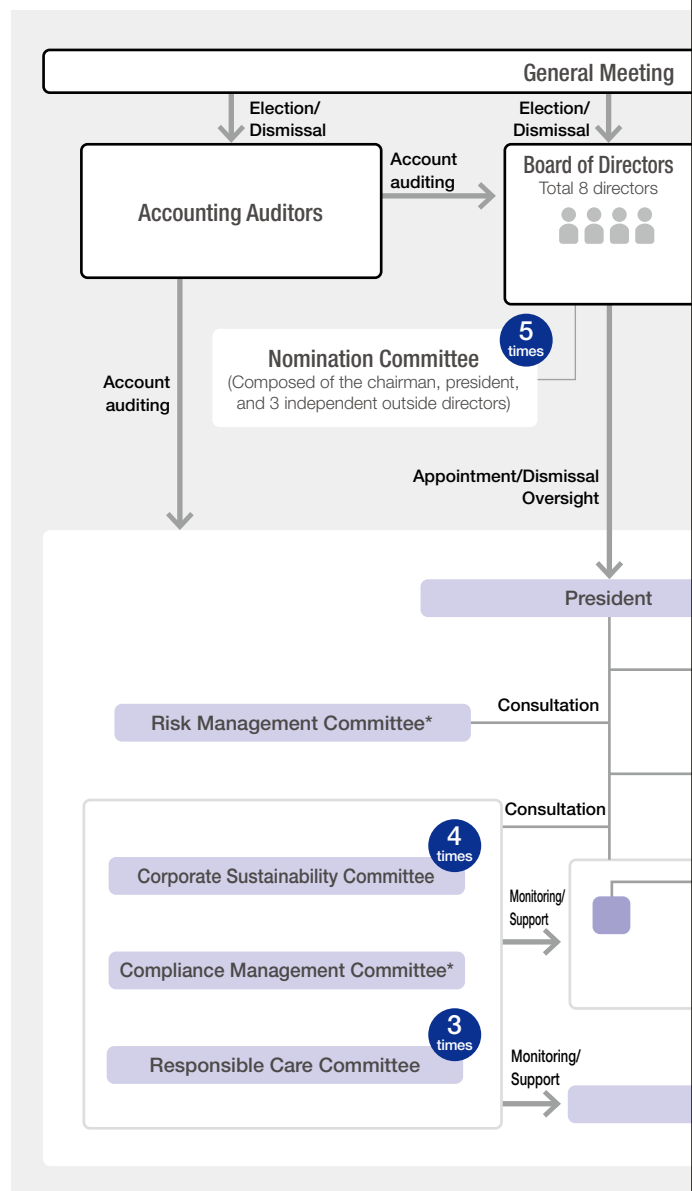 General Meeting
Election/
Dismissal
Election/
Dismissal
Accounting Auditors
Account
auditing
Board of Directors
Total 8 directors
5
times
Nomination Committee
(Composed of the chairman, president,
and 3 independent outside directors)
Account
auditing
Appointment/Dismissal
Oversight
President
Consultation
Risk Management Committee*
Consultation
4
times
Corporate Sustainability Committee
Monitoring/
Support
Compliance Management Committee*
3
times
Responsible Care Committee
Monitoring/
Support